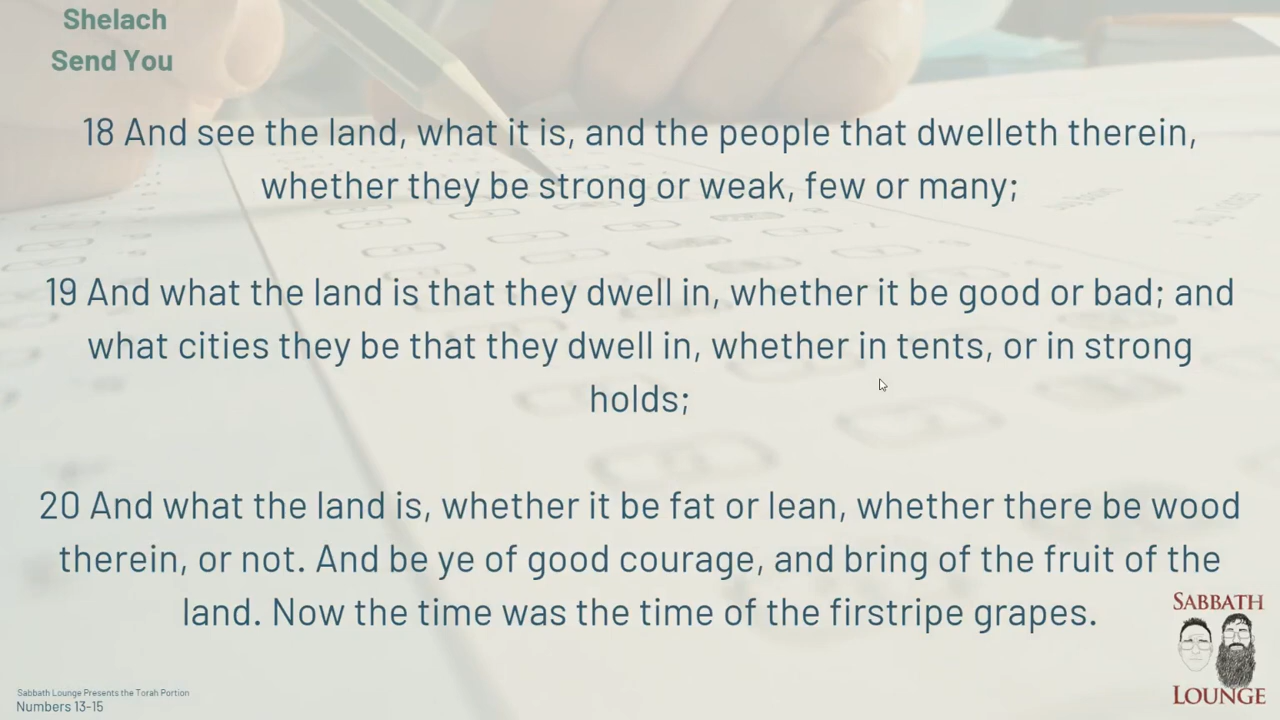 Shelach
Send You
18 And see the land, what it is, and the people that dwelleth therein,
whether they be strong or weak, few or many;
19 And what the land is that they dwell in, whether it be good or bad; and
what cities they be that they dwell in, whether in tents, or in strong
holds;
20 And what the land is, whether it be fat or lean, whether there be wood
therein, or not. And be ye of good courage, and bring of the fruit of the
land. Now the time was the time of the firstripe grapes.
SABBATH
LOUNGE
Sabbath Lounge Presents the Torah Portion
Numbers 13-15